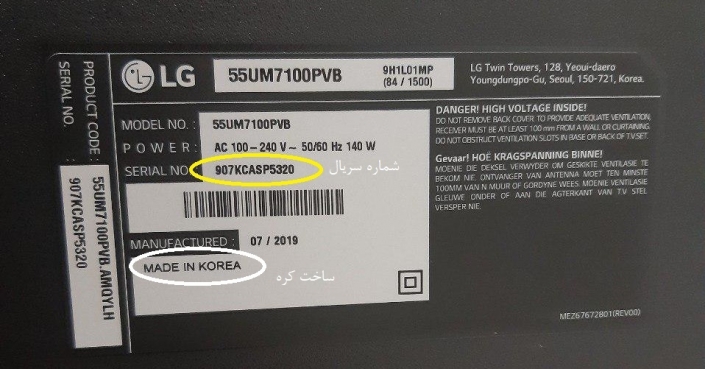 PRODUCT CODE : 55UM7100PVB.AMQYLH
SERIAL NO. : 907KCASP5320
LG
55UM7100PVB
9H1L01MP
(84 / 1500)
LG Twin Towers, 128, Yeoui-daero
Youngdungpo-Gu, Seoul, 150-721, Korea.
MODEL NO. : 55UM7100PVB
POWER : AC 100 – 240 V ~ 50/60 Hz 140 W
SERIAL NO 907KCASP5320 شماره سریال
MANUFACTURED : 07 / 2019
MADE IN KOREA
ساخت کره
DANGER! HIGH VOLTAGE INSIDE!
DO NOT REMOVE BACK COVER TO PROVIDE ADEQUATE VENTILATION,
RECEIVER MUST BE AT LEAST 100 mm FROM A WALL OR CURTAINING
DO NOT OBSTRUCT VENTILATION SLOTS IN BASE OR BACK OF T.V.SET.
Gevaar! HOË KRAGSPANNING BINNE!
MOENIE DIE DEKSEL VERWYDER OM GESKIKTE VENTILASIE TE
BEKOM NIE. ONTVANGER VAN ANTENNA MOET TEN MINSTE
100MM VAN N MUUR OF GORDYNE WEES. MOENIE VENTILASIE
GLEUWE ONDER OF AAN DIE AGTERKANT VAN TV STEL
VERSPER NIE.
MEZ67672801(REV00)